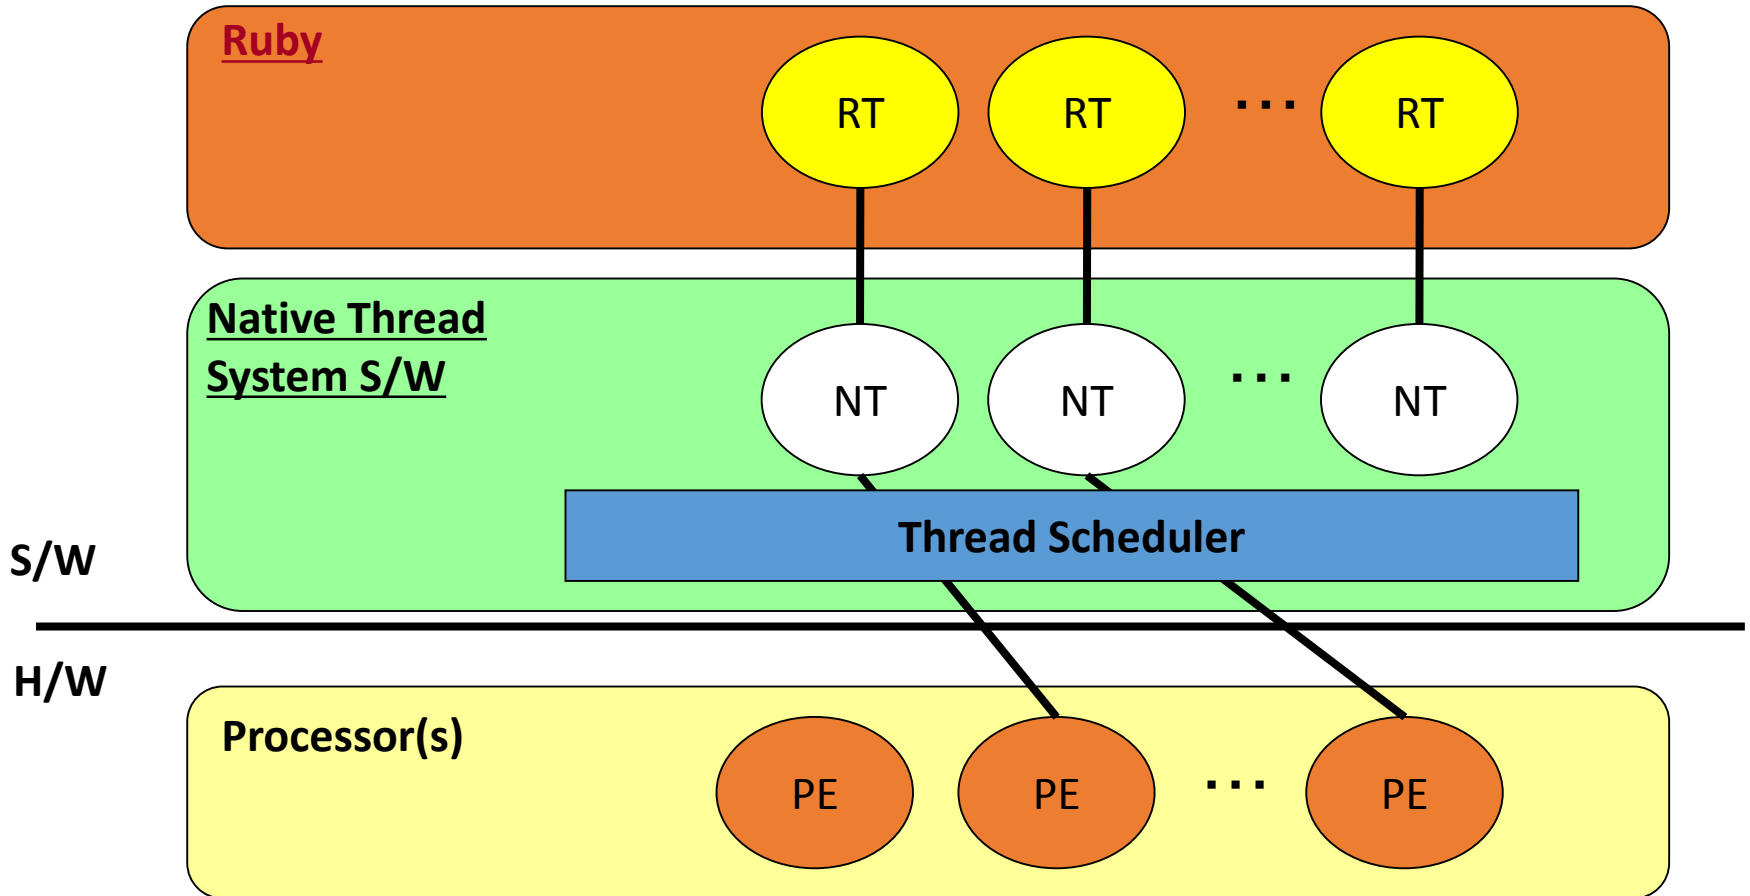 Ruby
RT RT ... RT
Native Thread
System S/W
NT NT ... NT
Thread Scheduler
S/W
H/W
Processor(s)
PE PE ... PE